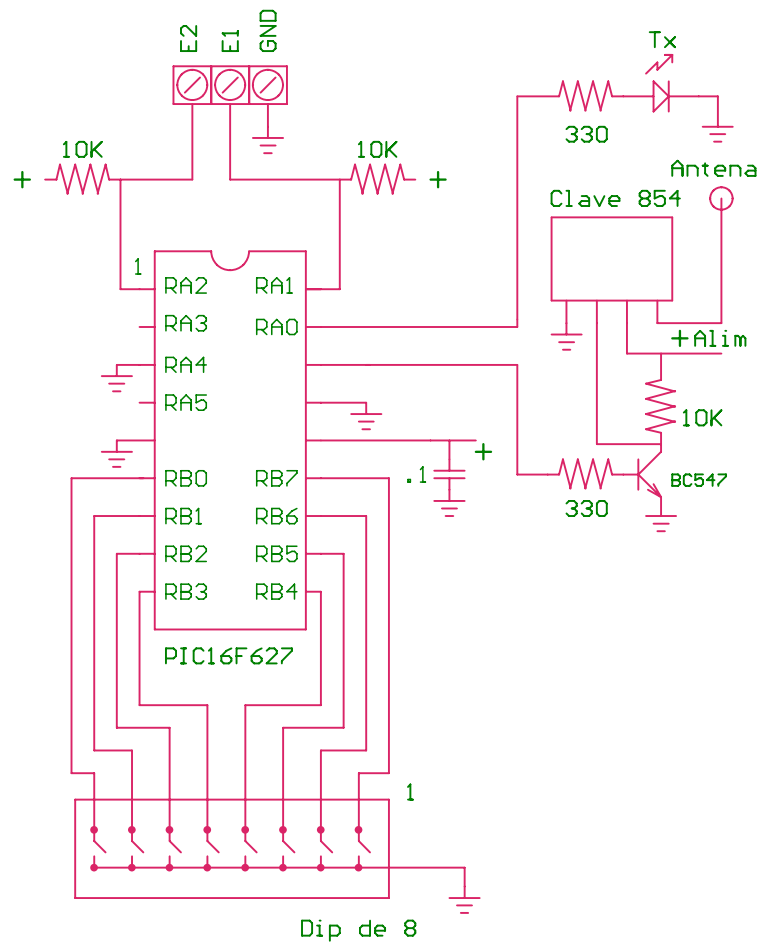 E2 E1 GND
Tx
10K 10K
330
+ +
Antena
Clave 854
1
RA2 RA1
RA3 RA0
+Alim
RA4
RA5
10K
+
.1
RB0 RB7
BC547
330
RB1 RB6
RB2 RB5
RB3 RB4
PIC16F627
1
Dip de 8